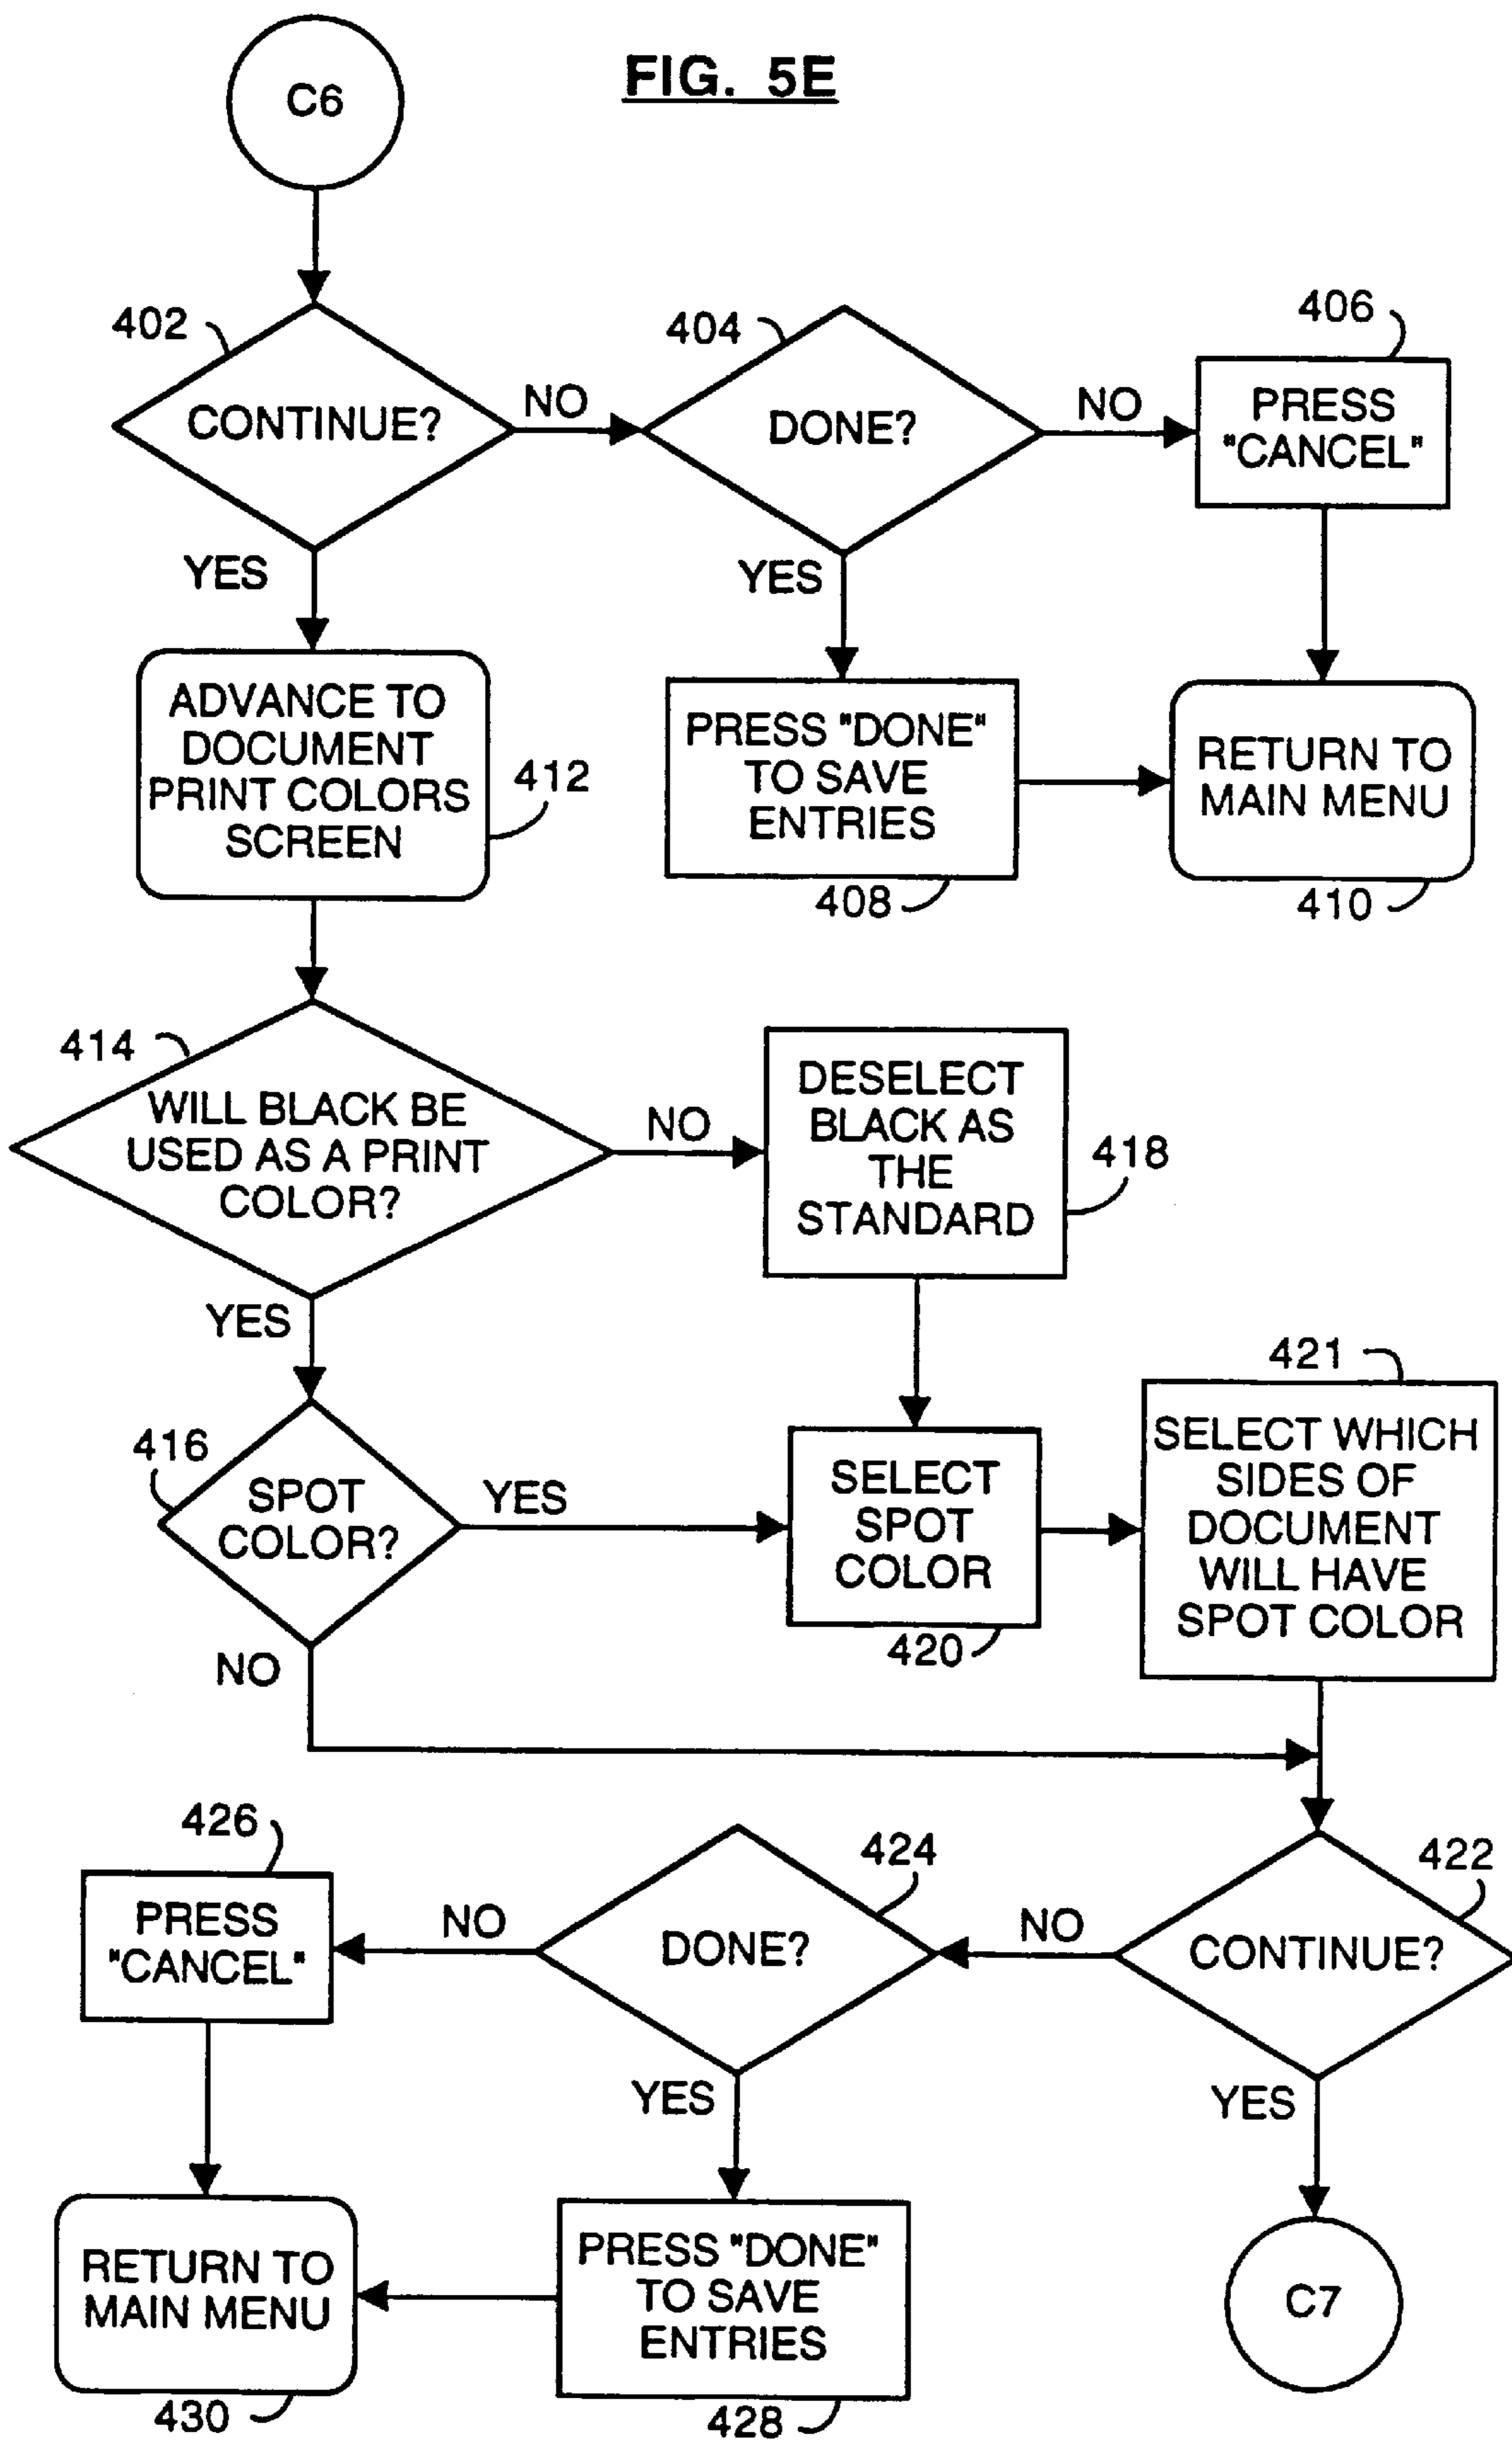 FIG. 5E
C6
402
CONTINUE?
NO
404
DONE?
NO
406
PRESS
"CANCEL"
YES
YES
ADVANCE TO
DOCUMENT
PRINT COLORS
SCREEN
412
PRESS "DONE"
TO SAVE
ENTRIES
408
RETURN TO
MAIN MENU
410
414
WILL BLACK BE
USED AS A PRINT
COLOR?
NO
DESELECT
BLACK AS
THE
STANDARD
418
YES
416
SPOT
COLOR?
YES
SELECT
SPOT
COLOR
420
421
SELECT WHICH
SIDES OF
DOCUMENT
WILL HAVE
SPOT COLOR
NO
422
CONTINUE?
NO
424
DONE?
NO
426
PRESS
"CANCEL"
YES
YES
RETURN TO
MAIN MENU
430
PRESS "DONE"
TO SAVE
ENTRIES
428
C7